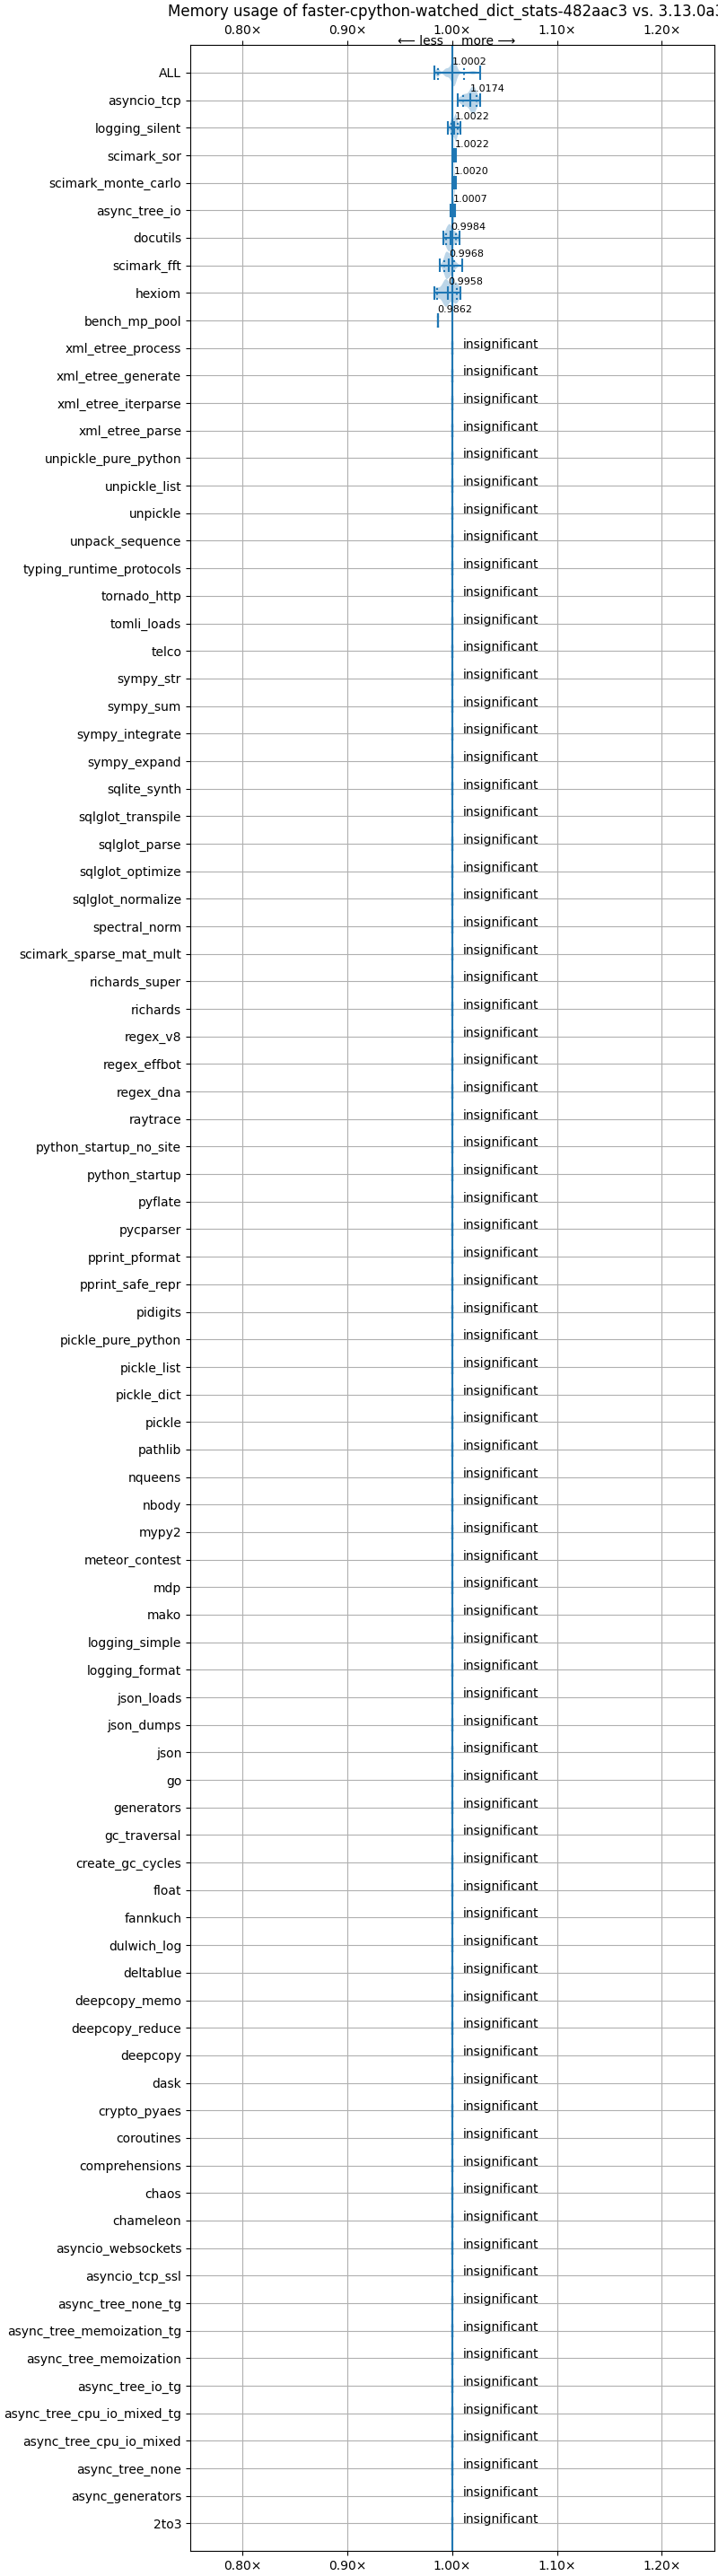 Memory usage of faster-cpython-watched_dict_stats-482aac3 vs. 3.13.0a3
0.80× 0.90× 1.00× 1.10× 1.20×
⟵ less more ⟶
ALL 1.0002
asyncio_tcp 1.0174
logging_silent 1.0022
scimark_sor 1.0022
scimark_monte_carlo 1.0020
async_tree_io 1.0007
docutils 0.9984
scimark_fft 0.9968
hexiom 0.9958
bench_mp_pool 0.9862
xml_etree_process insignificant
xml_etree_generate insignificant
xml_etree_iterparse insignificant
xml_etree_parse insignificant
unpickle_pure_python insignificant
unpickle_list insignificant
unpickle insignificant
unpack_sequence insignificant
typing_runtime_protocols insignificant
tornado_http insignificant
tomli_loads insignificant
telco insignificant
sympy_str insignificant
sympy_sum insignificant
sympy_integrate insignificant
sympy_expand insignificant
sqlite_synth insignificant
sqlglot_transpile insignificant
sqlglot_parse insignificant
sqlglot_optimize insignificant
sqlglot_normalize insignificant
spectral_norm insignificant
scimark_sparse_mat_mult insignificant
richards_super insignificant
richards insignificant
regex_v8 insignificant
regex_effbot insignificant
regex_dna insignificant
raytrace insignificant
python_startup_no_site insignificant
python_startup insignificant
pyflate insignificant
pycparser insignificant
pprint_pformat insignificant
pprint_safe_repr insignificant
pidigits insignificant
pickle_pure_python insignificant
pickle_list insignificant
pickle_dict insignificant
pickle insignificant
pathlib insignificant
nqueens insignificant
nbody insignificant
mypy2 insignificant
meteor_contest insignificant
mdp insignificant
mako insignificant
logging_simple insignificant
logging_format insignificant
json_loads insignificant
json_dumps insignificant
json insignificant
go insignificant
generators insignificant
gc_traversal insignificant
create_gc_cycles insignificant
float insignificant
fannkuch insignificant
dulwich_log insignificant
deltablue insignificant
deepcopy_memo insignificant
deepcopy_reduce insignificant
deepcopy insignificant
dask insignificant
crypto_pyaes insignificant
coroutines insignificant
comprehensions insignificant
chaos insignificant
chameleon insignificant
asyncio_websockets insignificant
asyncio_tcp_ssl insignificant
async_tree_none_tg insignificant
async_tree_memoization_tg insignificant
async_tree_memoization insignificant
async_tree_io_tg insignificant
async_tree_cpu_io_mixed_tg insignificant
async_tree_cpu_io_mixed insignificant
async_tree_none insignificant
async_generators insignificant
2to3 insignificant
0.80× 0.90× 1.00× 1.10× 1.20×